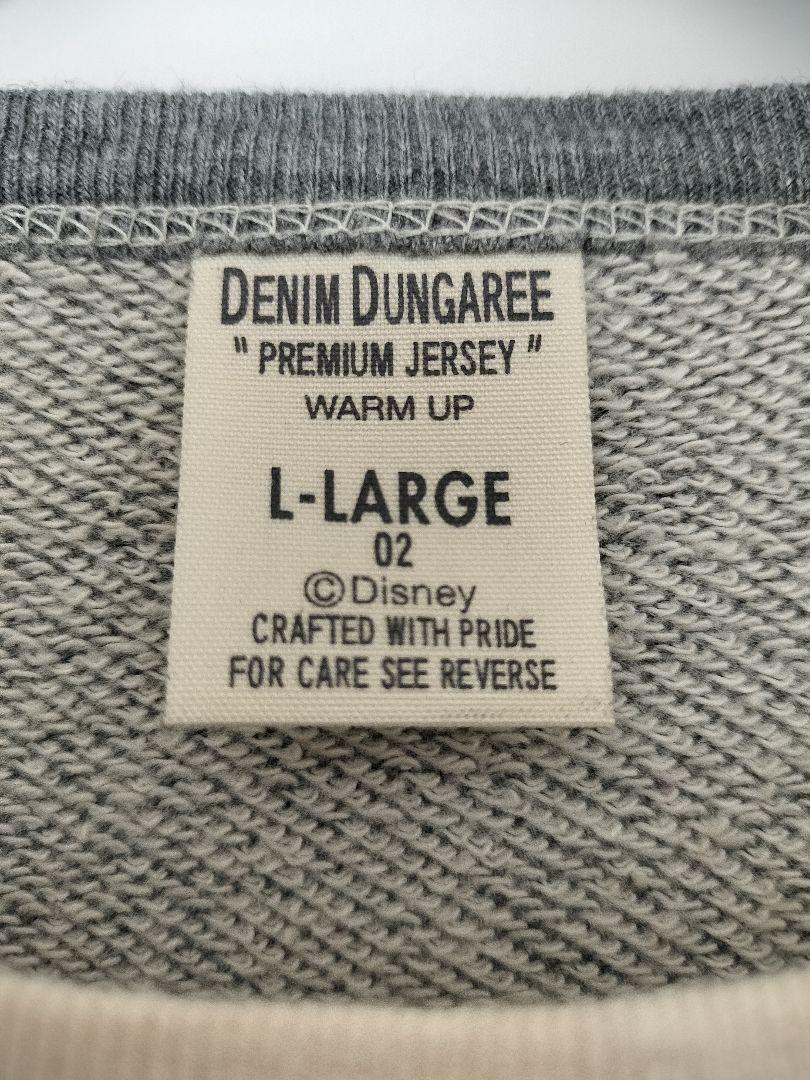 DENIM DUNGAREE
"PREMIUM JERSEY"
WARM UP
L-LARGE
02
©Disney
CRAFTED WITH PRIDE
FOR CARE SEE REVERSE